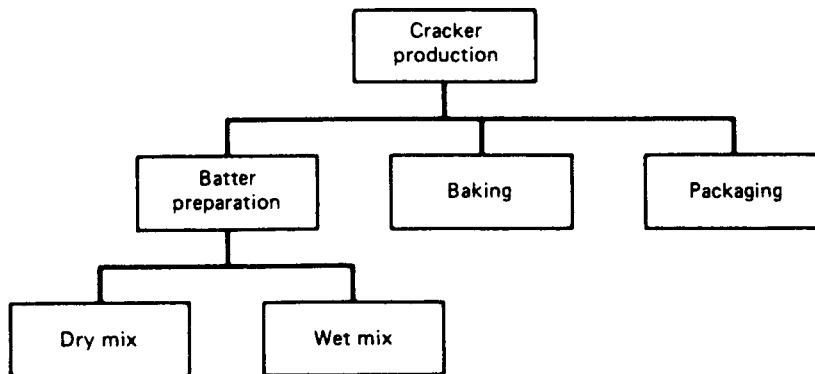 Cracker
production
Batter
preparation
Baking
Packaging
Dry mix
Wet mix